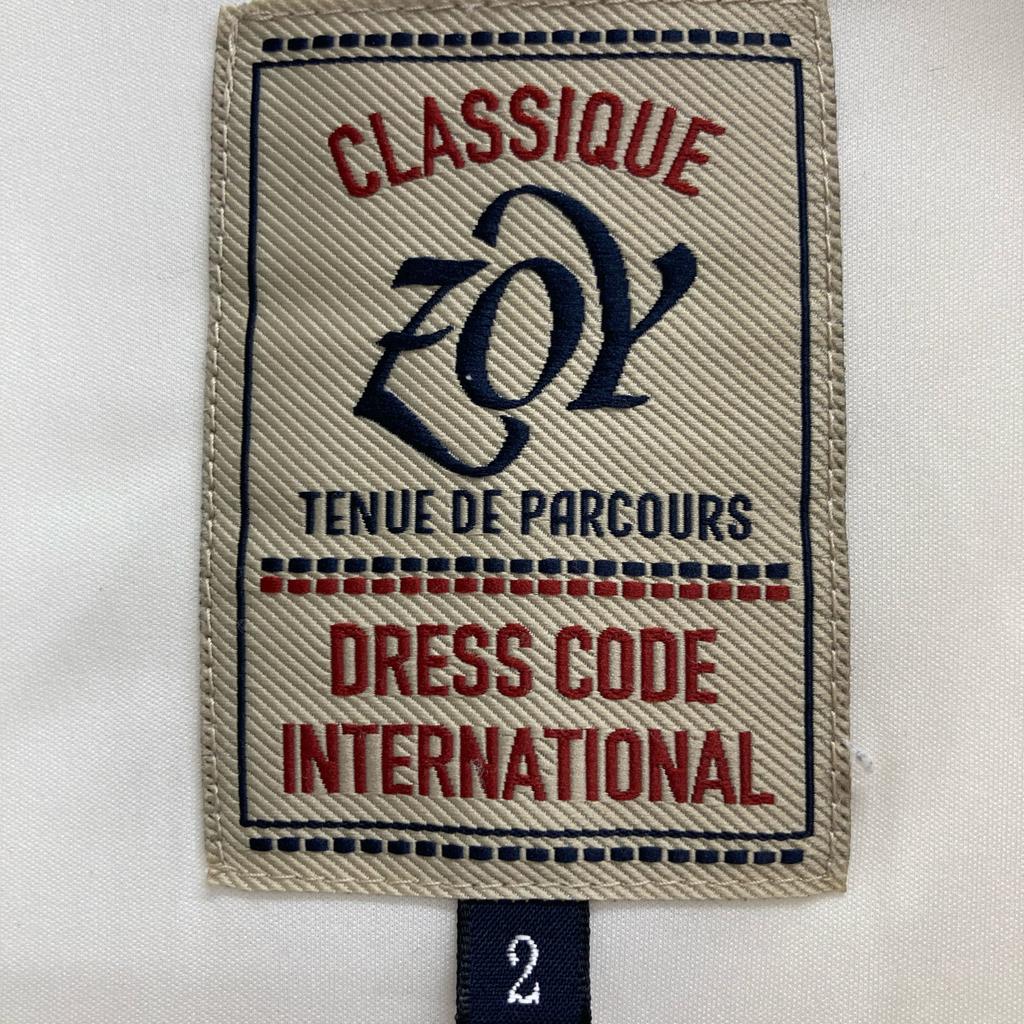 CLASSIQUE
ZOY
TENUE DE PARCOURS
DRESS CODE
INTERNATIONAL
2